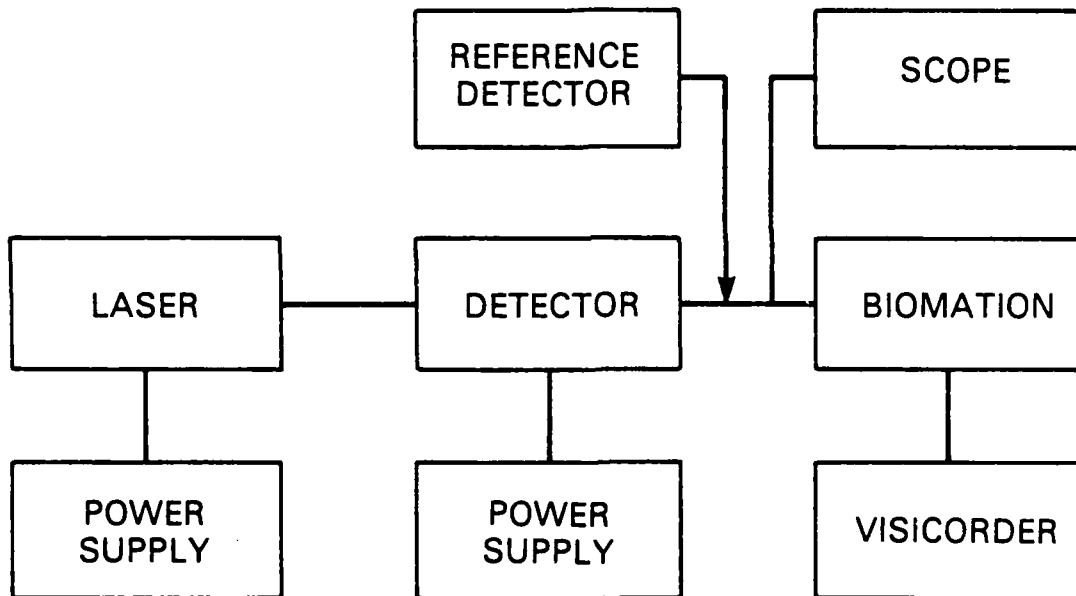 REFERENCE
DETECTOR
SCOPE
LASER
DETECTOR
BIOMATION
POWER
SUPPLY
POWER
SUPPLY
VISICORDER